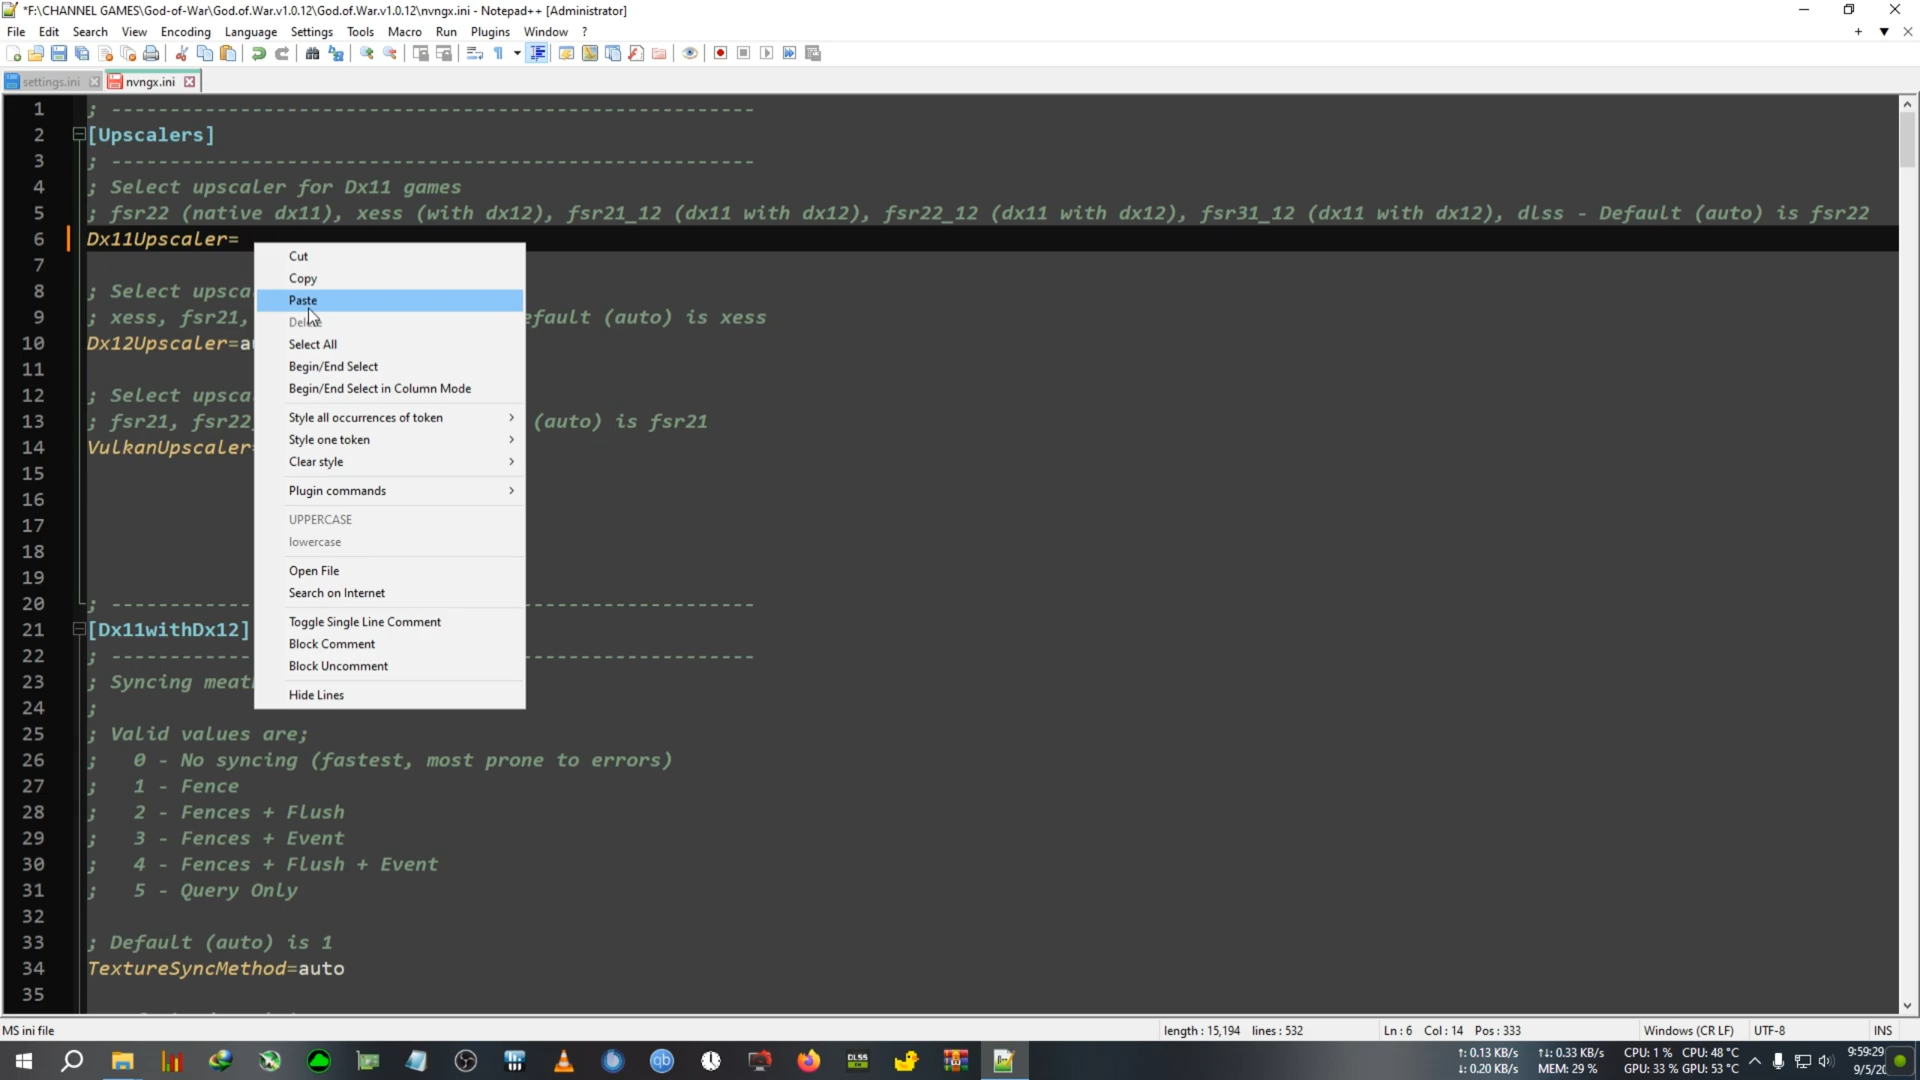 *F:\CHANNEL GAMES\God-of-War\God.of.War.v1.0.12\God.of.War.v1.0.12\nvngx.ini - Notepad++ [Administrator]
File Edit Search View Encoding Language Settings Tools Macro Run Plugins Window ?
settings.ini nvngx.ini
1 ; -------------------------------------------------------
2 [Upscalers]
3 ; -------------------------------------------------------
4 ; Select upscaler for Dx11 games
5 ; fsr22 (native dx11), xess (with dx12), fsr21_12 (dx11 with dx12), fsr22_12 (dx11 with dx12), fsr31_12 (dx11 with dx12), dlss - Default (auto) is fsr22
6 Dx11Upscaler=
7
8 ; Select upsca
9 ; xess, fsr21, efault (auto) is xess
10 Dx12Upscaler=a
11
12 ; Select upsca
13 ; fsr21, fsr22 (auto) is fsr21
14 VulkanUpscaler
15
16
17
18
19
20 ; ------------ --------------------
21 [Dx11withDx12]
22 ; ------------ --------------------
23 ; Syncing meat
24 ;
25 ; Valid values are;
26 ; 0 - No syncing (fastest, most prone to errors)
27 ; 1 - Fence
28 ; 2 - Fences + Flush
29 ; 3 - Fences + Event
30 ; 4 - Fences + Flush + Event
31 ; 5 - Query Only
32
33 ; Default (auto) is 1
34 TextureSyncMethod=auto
35
Cut
Copy
Paste
Delete
Select All
Begin/End Select
Begin/End Select in Column Mode
Style all occurrences of token
Style one token
Clear style
Plugin commands
UPPERCASE
lowercase
Open File
Search on Internet
Toggle Single Line Comment
Block Comment
Block Uncomment
Hide Lines
MS ini file length : 15,194 lines : 532 Ln : 6 Col : 14 Pos : 333 Windows (CR LF) UTF-8 INS
↑: 0.13 KB/s ↑↓: 0.33 KB/s CPU: 1 % CPU: 48 °C 9:59:29
↓: 0.20 KB/s MEM: 29 % GPU: 33 % GPU: 53 °C 9/5/20
DLSS